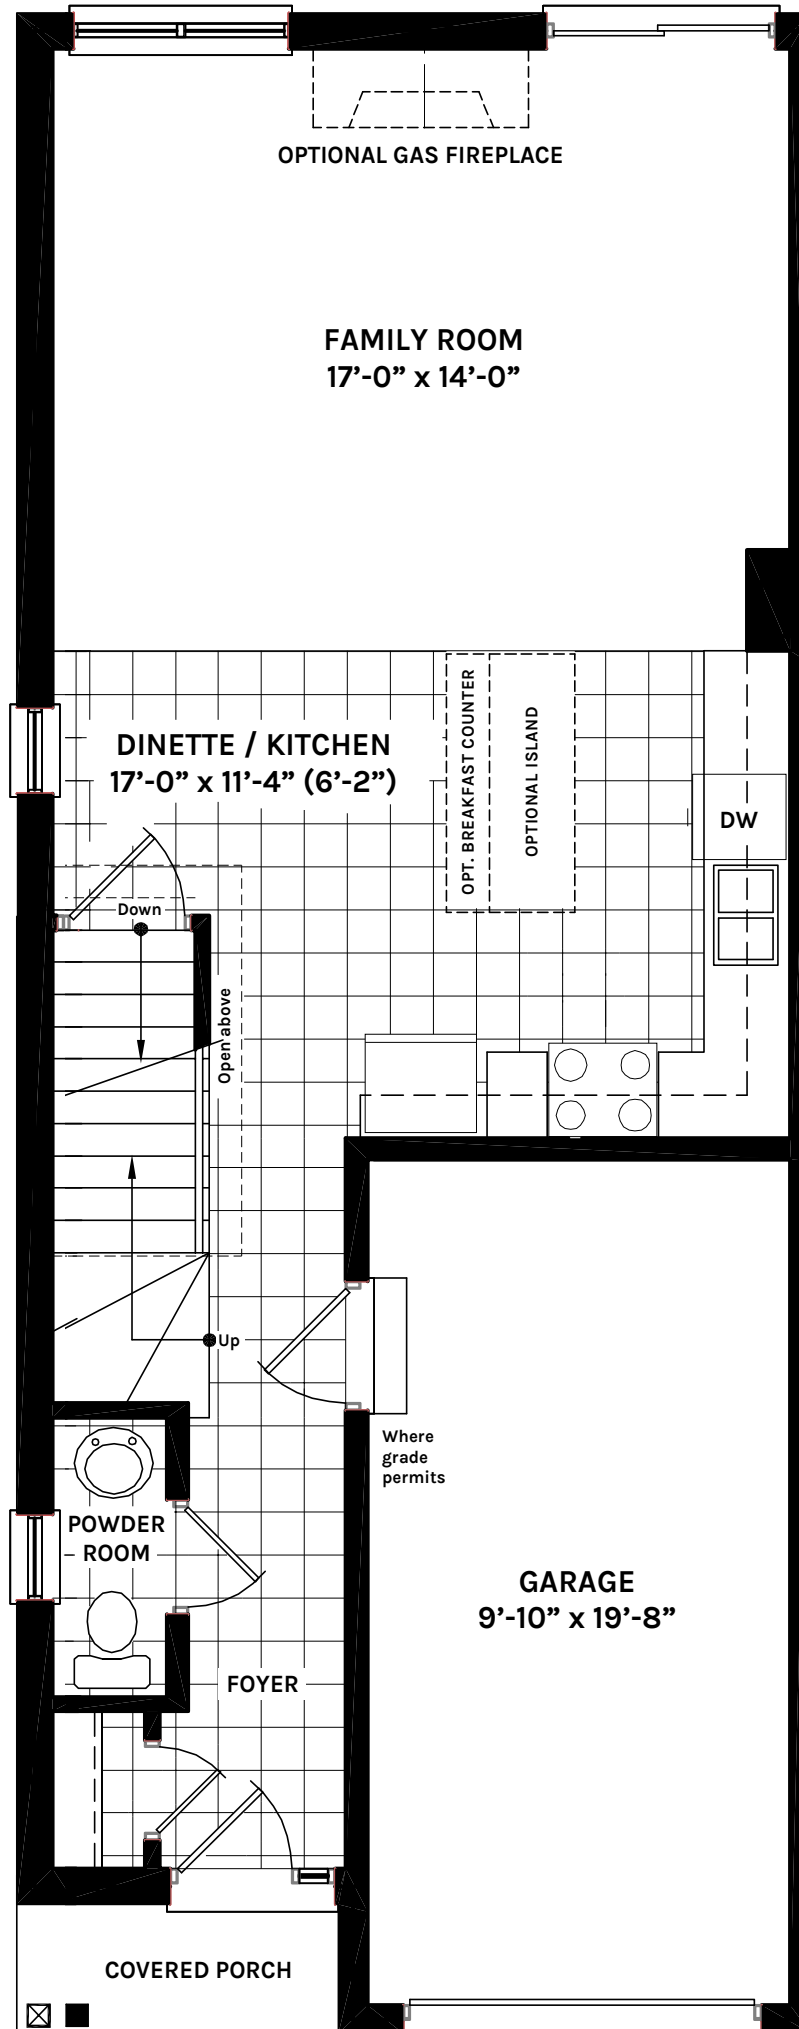 OPTIONAL GAS FIREPLACE
FAMILY ROOM
17’-0” x 14’-0”
DINETTE / KITCHEN
17’-0” x 11’-4” (6’-2”)
OPT. BREAKFAST COUNTER
OPTIONAL ISLAND
DW
Down
Open above
Up
Where
grade
permits
POWDER
ROOM
GARAGE
9’-10” x 19’-8”
FOYER
COVERED PORCH